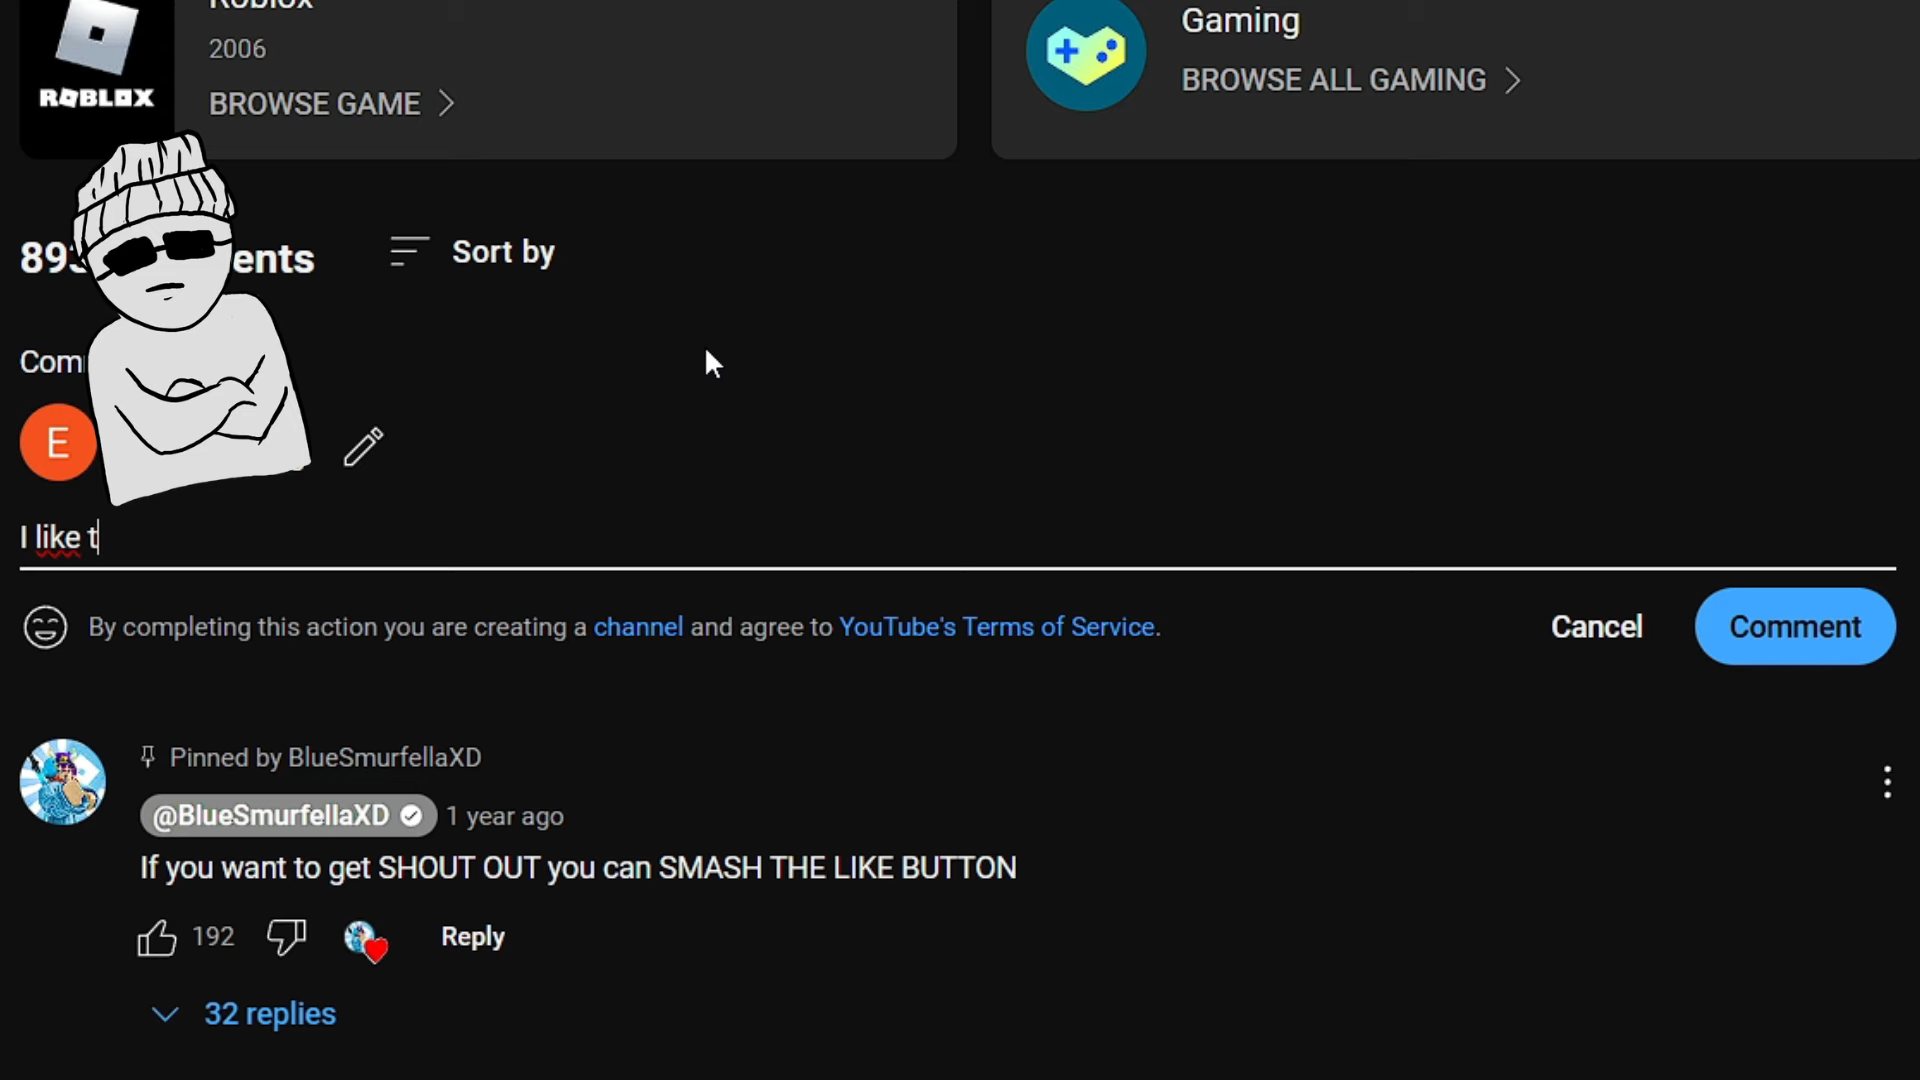 2006
BROWSE GAME
ROBLOX
Gaming
BROWSE ALL GAMING
ents
Sort by
E
I like t
By completing this action you are creating a channel and agree to YouTube's Terms of Service.
Cancel
Comment
Pinned by BlueSmurfellaXD
@BlueSmurfellaXD 1 year ago
If you want to get SHOUT OUT you can SMASH THE LIKE BUTTON
192
Reply
32 replies